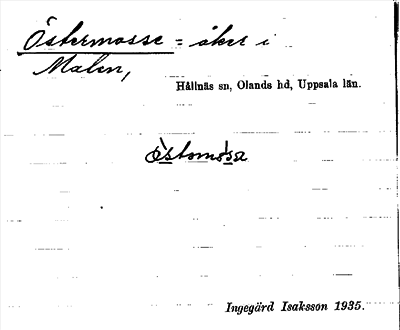 Östermosse = åker i
Malen,
Hållnäs sn, Olands hd, Uppsala län.
Ingegärd Isaksson 1935.